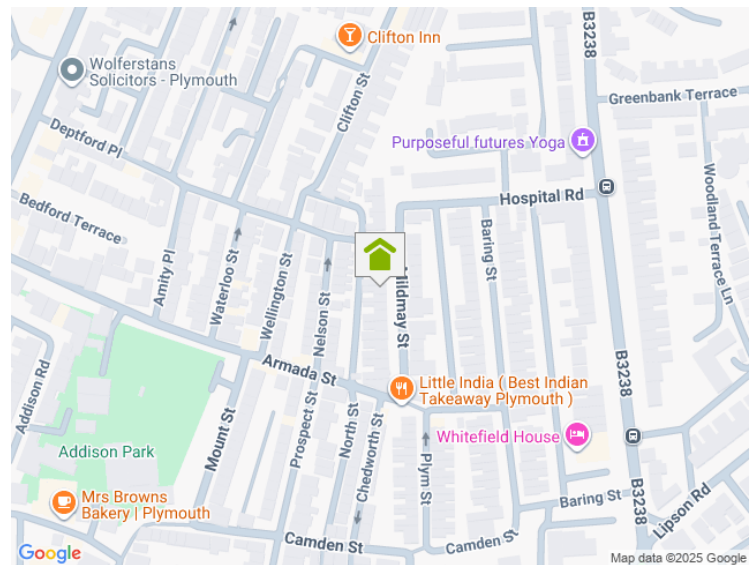 Clifton Inn
Wolferstans
Solicitors - Plymouth
Clifton St
B3238
Greenbank Terrace
Deptford Pl
Purposeful futures Yoga
Woodland Terrace Ln
Bedford Terrace
Hospital Rd
Amity Pl
Waterloo St
Wellington St
Nelson St
Mildmay St
Baring St
Armada St
B3238
Little India ( Best Indian
Takeaway Plymouth )
Addison Rd
Addison Park
Mount St
Prospect St
North St
Chedworth St
Plym St
Whitefield House
Mrs Browns
Bakery | Plymouth
Baring St
B3238
Lipson Rd
Camden St
Camden St
Google
Map data ©2025 Google